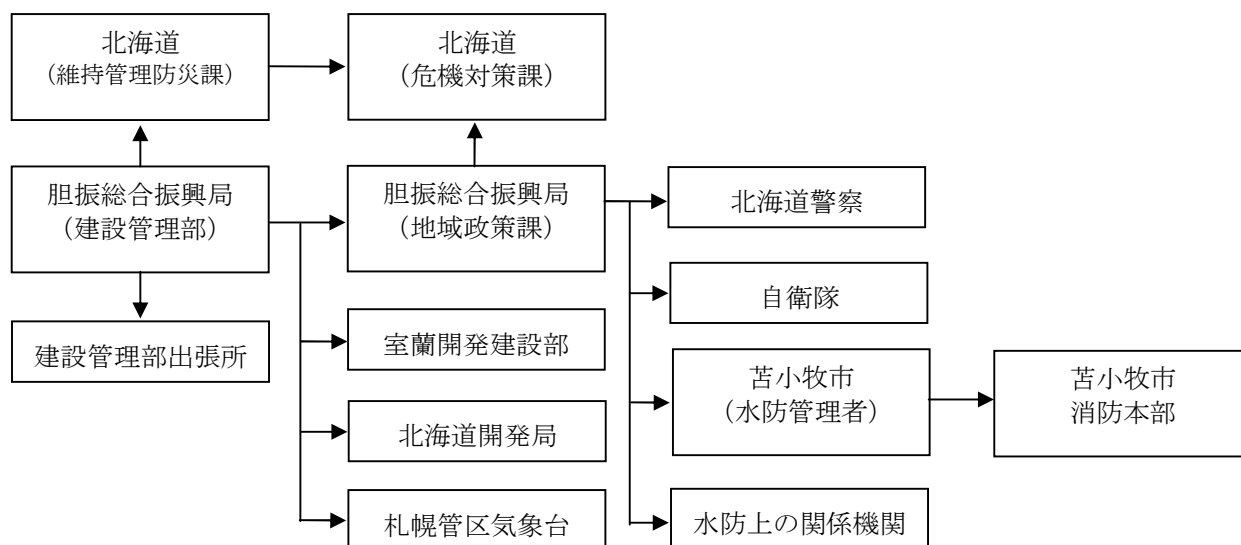 北海道
（維持管理防災課）
北海道
（危機対策課）
胆振総合振興局
（建設管理部）
胆振総合振興局
（地域政策課）
北海道警察
自衛隊
建設管理部出張所
室蘭開発建設部
苫小牧市
（水防管理者）
苫小牧市
消防本部
北海道開発局
札幌管区気象台
水防上の関係機関